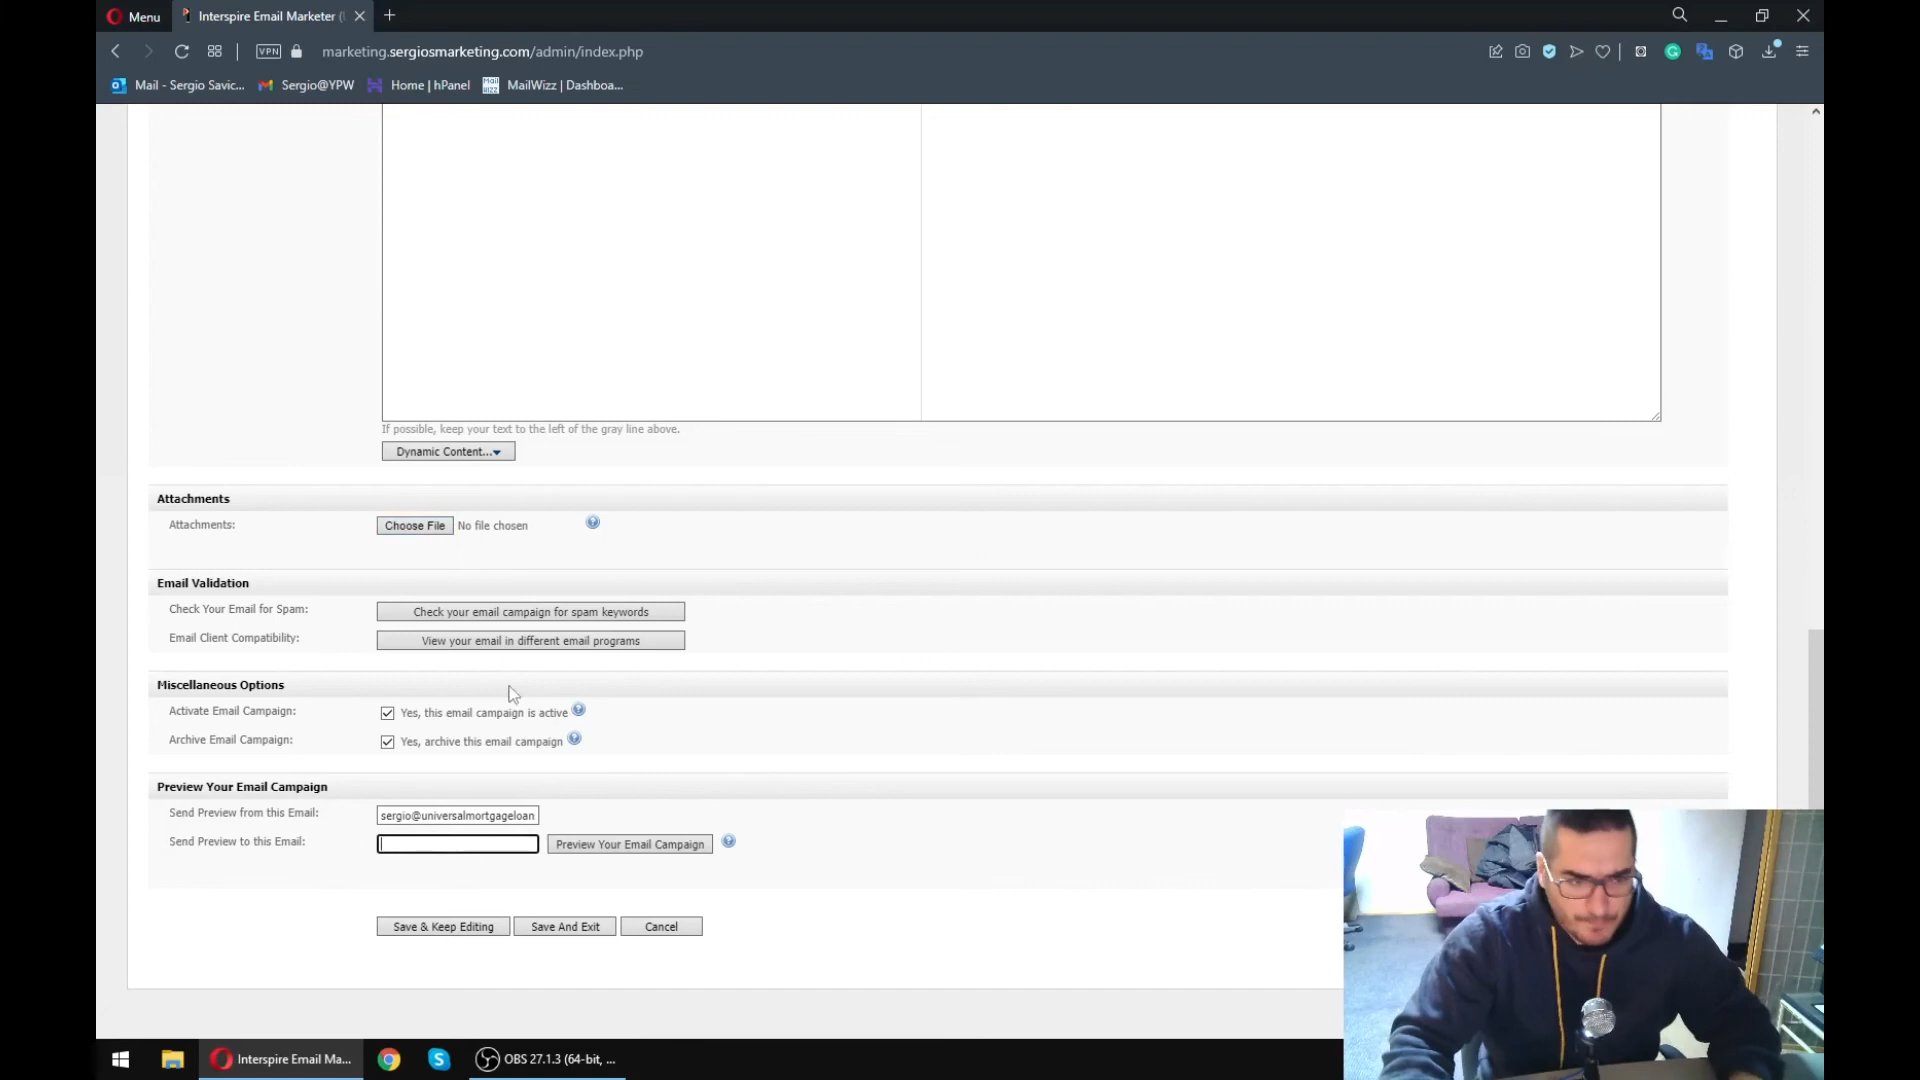 Menu
Interspire Email Marketer (
VPN
marketing.sergiosmarketing.com/admin/index.php
Mail - Sergio Savic...
Sergio@YPW
Home | hPanel
MailWizz | Dashboa...
If possible, keep your text to the left of the gray line above.
Dynamic Content...
Attachments
Attachments:
Choose File
No file chosen
Email Validation
Check Your Email for Spam:
Check your email campaign for spam keywords
Email Client Compatibility:
View your email in different email programs
Miscellaneous Options
Activate Email Campaign:
Yes, this email campaign is active
Archive Email Campaign:
Yes, archive this email campaign
Preview Your Email Campaign
Send Preview from this Email:
sergio@universalmortgageloan
Send Preview to this Email:
Preview Your Email Campaign
Save & Keep Editing
Save And Exit
Cancel
Interspire Email Ma...
OBS 27.1.3 (64-bit, ...